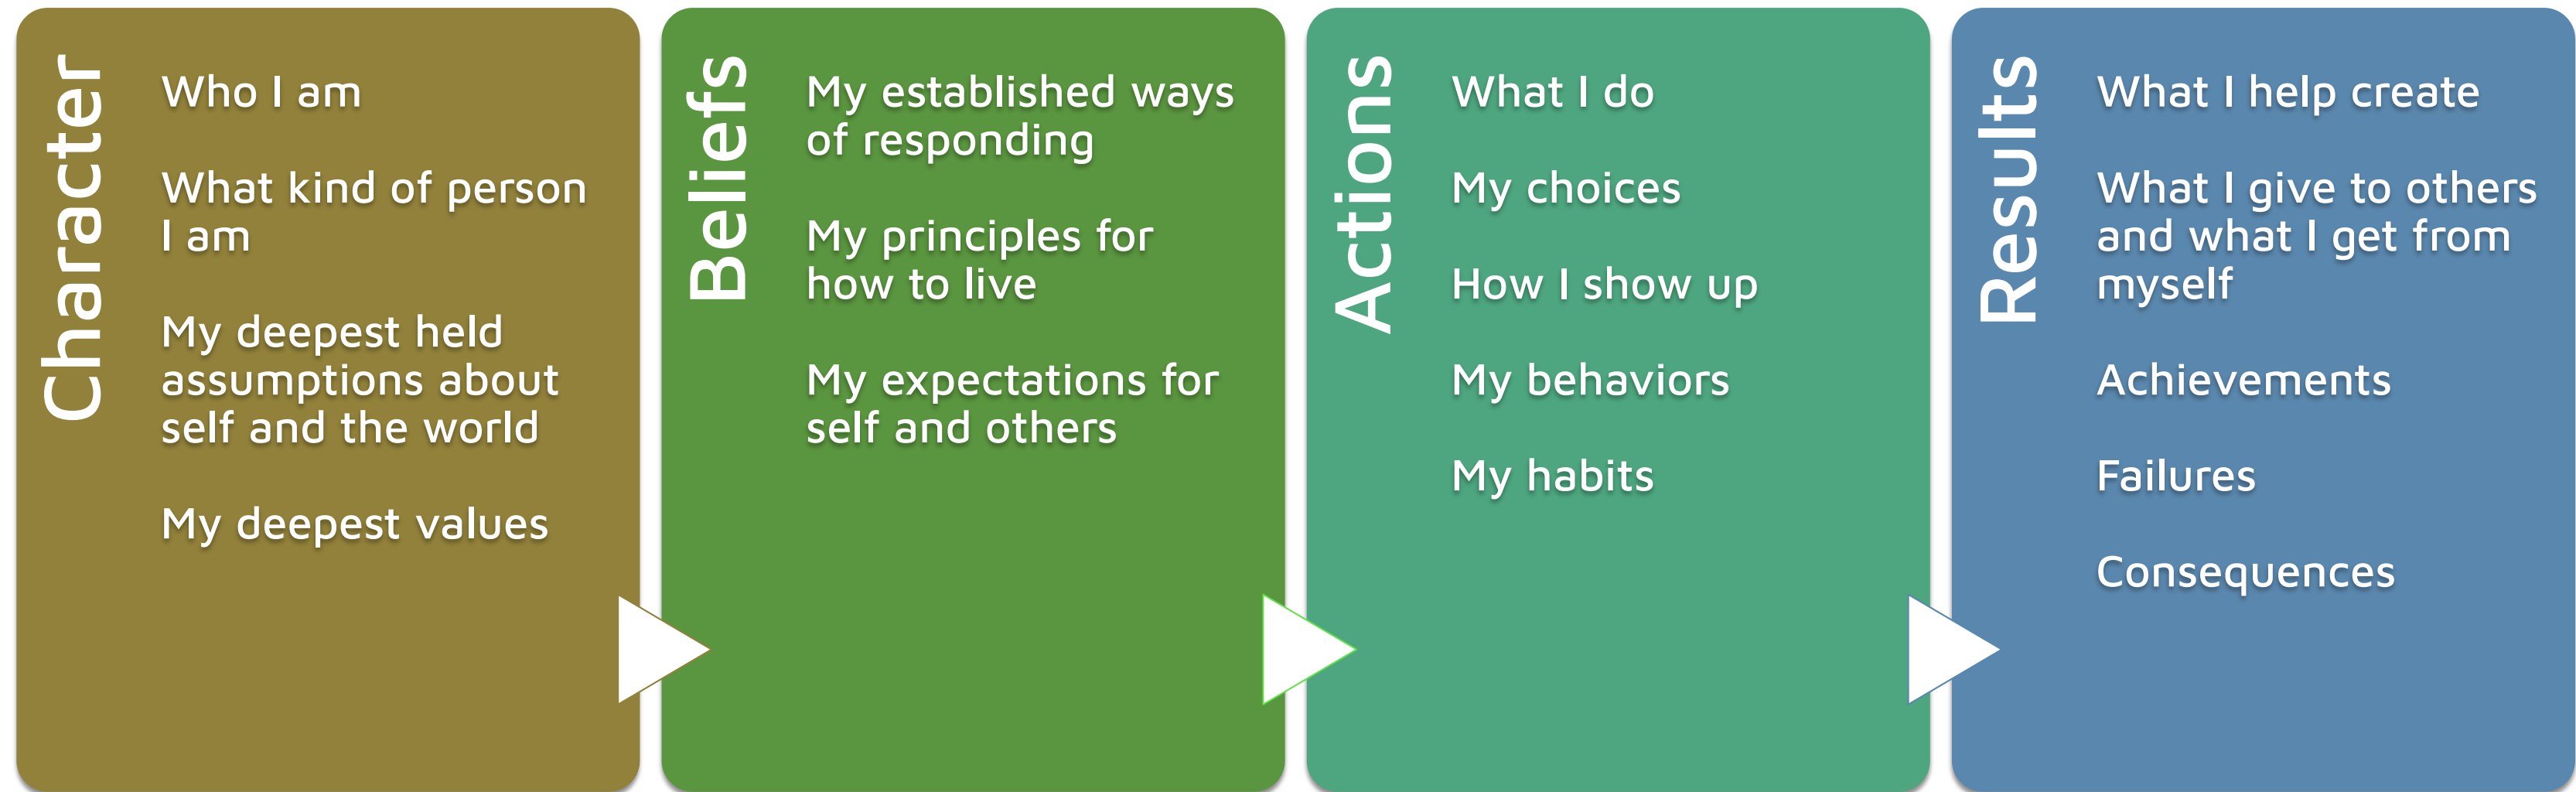 Character
Who I am
What kind of person
I am
My deepest held
assumptions about
self and the world
My deepest values
Beliefs
My established ways
of responding
My principles for
how to live
My expectations for
self and others
Actions
What I do
My choices
How I show up
My behaviors
My habits
Results
What I help create
What I give to others
and what I get from
myself
Achievements
Failures
Consequences